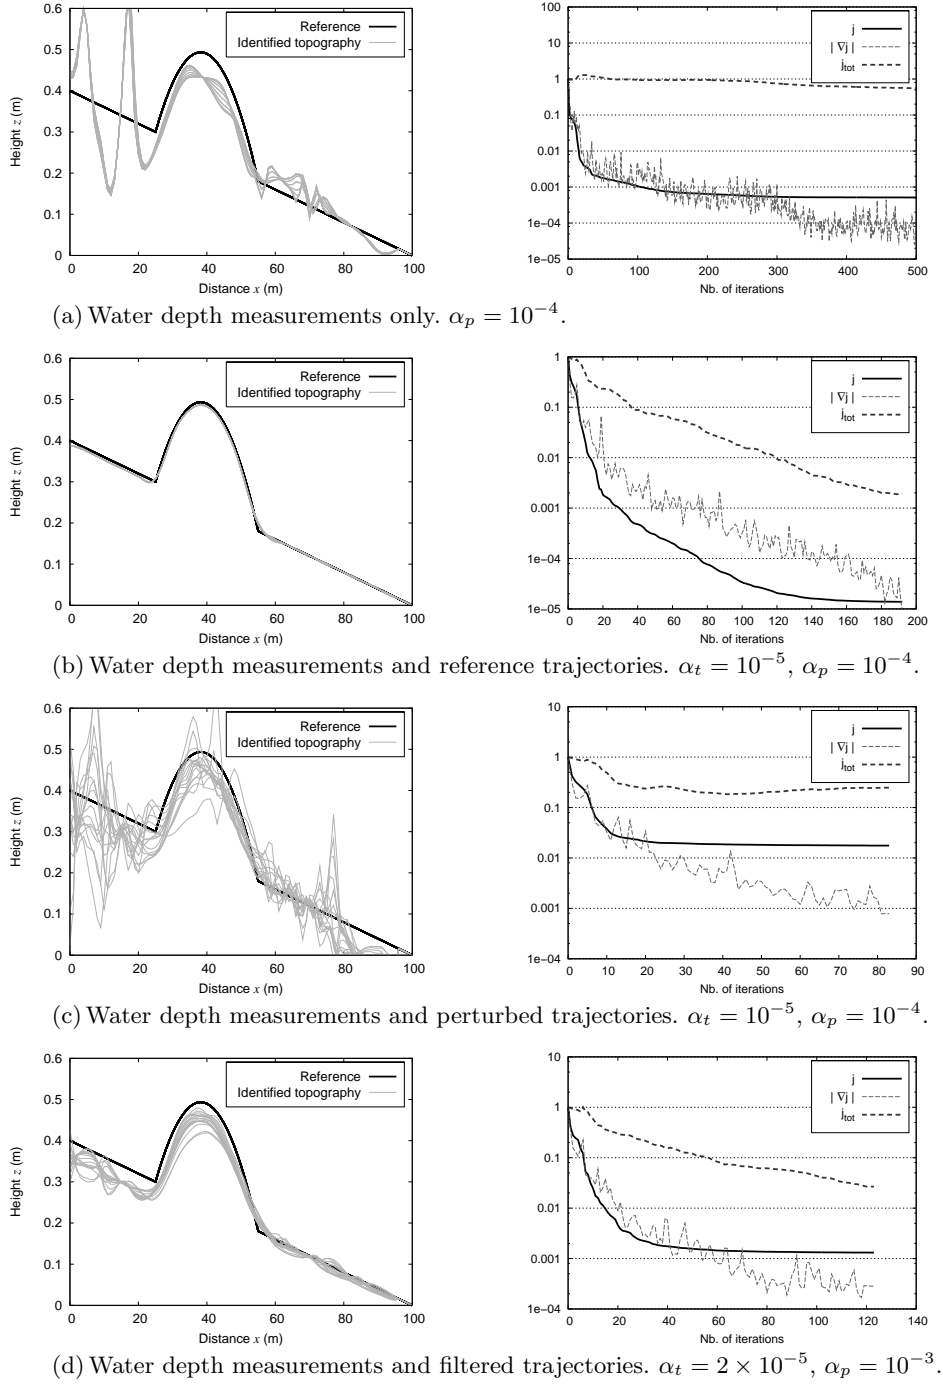 Reference
Identified topography
Height z (m)
0.6
0.5
0.4
0.3
0.2
0.1
0
0 20 40 60 80 100
Distance x (m)
j
| ∇j |
j_tot
100
10
1
0.1
0.01
0.001
1e−04
1e−05
0 100 200 300 400 500
Nb. of iterations
(a) Water depth measurements only. α_p = 10^{−4}.
Reference
Identified topography
Height z (m)
0.6
0.5
0.4
0.3
0.2
0.1
0
0 20 40 60 80 100
Distance x (m)
j
| ∇j |
j_tot
1
0.1
0.01
0.001
1e−04
1e−05
0 20 40 60 80 100 120 140 160 180 200
Nb. of iterations
(b) Water depth measurements and reference trajectories. α_t = 10^{−5}, α_p = 10^{−4}.
Reference
Identified topography
Height z (m)
0.6
0.5
0.4
0.3
0.2
0.1
0
0 20 40 60 80 100
Distance x (m)
j
| ∇j |
j_tot
10
1
0.1
0.01
0.001
1e−04
0 10 20 30 40 50 60 70 80 90
Nb. of iterations
(c) Water depth measurements and perturbed trajectories. α_t = 10^{−5}, α_p = 10^{−4}.
Reference
Identified topography
Height z (m)
0.6
0.5
0.4
0.3
0.2
0.1
0
0 20 40 60 80 100
Distance x (m)
j
| ∇j |
j_tot
10
1
0.1
0.01
0.001
1e−04
0 20 40 60 80 100 120 140
Nb. of iterations
(d) Water depth measurements and filtered trajectories. α_t = 2 × 10^{−5}, α_p = 10^{−3}.